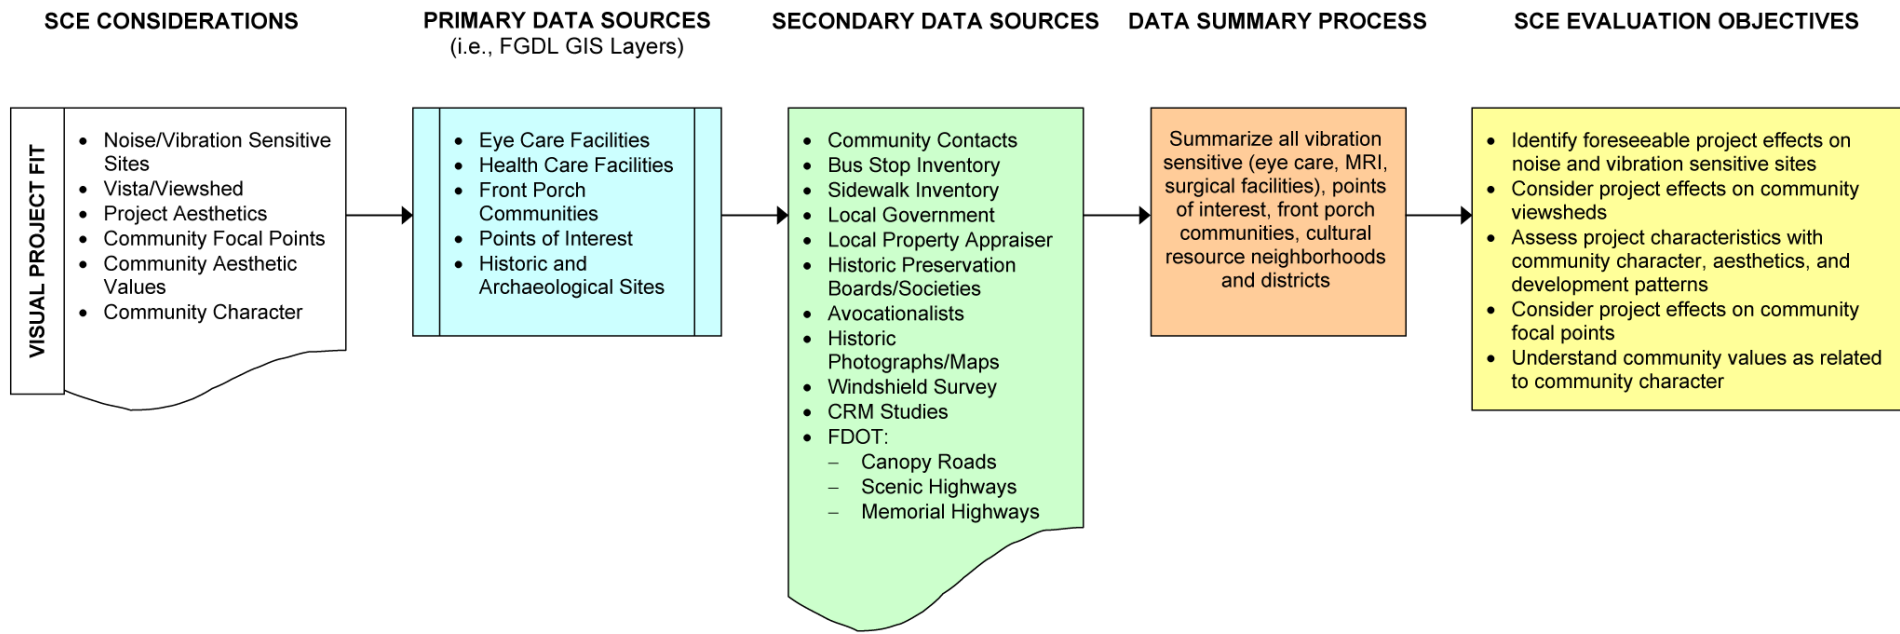 SCE CONSIDERATIONS
PRIMARY DATA SOURCES
(i.e., FGDL GIS Layers)
SECONDARY DATA SOURCES
DATA SUMMARY PROCESS
SCE EVALUATION OBJECTIVES
VISUAL PROJECT FIT
• Noise/Vibration Sensitive
Sites
• Vista/Viewshed
• Project Aesthetics
• Community Focal Points
• Community Aesthetic
Values
• Community Character
• Eye Care Facilities
• Health Care Facilities
• Front Porch
Communities
• Points of Interest
• Historic and
Archaeological Sites
• Community Contacts
• Bus Stop Inventory
• Sidewalk Inventory
• Local Government
• Local Property Appraiser
• Historic Preservation
Boards/Societies
• Avocationalists
• Historic
Photographs/Maps
• Windshield Survey
• CRM Studies
• FDOT:
– Canopy Roads
– Scenic Highways
– Memorial Highways
Summarize all vibration
sensitive (eye care, MRI,
surgical facilities), points
of interest, front porch
communities, cultural
resource neighborhoods
and districts
• Identify foreseeable project effects on
noise and vibration sensitive sites
• Consider project effects on community
viewsheds
• Assess project characteristics with
community character, aesthetics, and
development patterns
• Consider project effects on community
focal points
• Understand community values as related
to community character